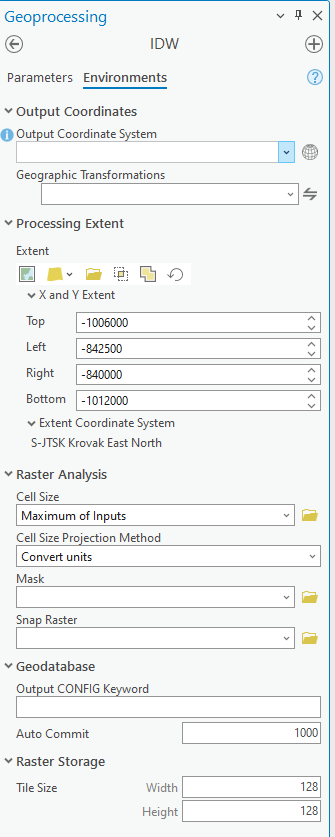 Geoprocessing
IDW
Parameters Environments
Output Coordinates
Output Coordinate System
Geographic Transformations
Processing Extent
Extent
X and Y Extent
Top -1006000
Left -842500
Right -840000
Bottom -1012000
Extent Coordinate System
S-JTSK Krovak East North
Raster Analysis
Cell Size
Maximum of Inputs
Cell Size Projection Method
Convert units
Mask
Snap Raster
Geodatabase
Output CONFIG Keyword
Auto Commit 1000
Raster Storage
Tile Size Width 128
Height 128